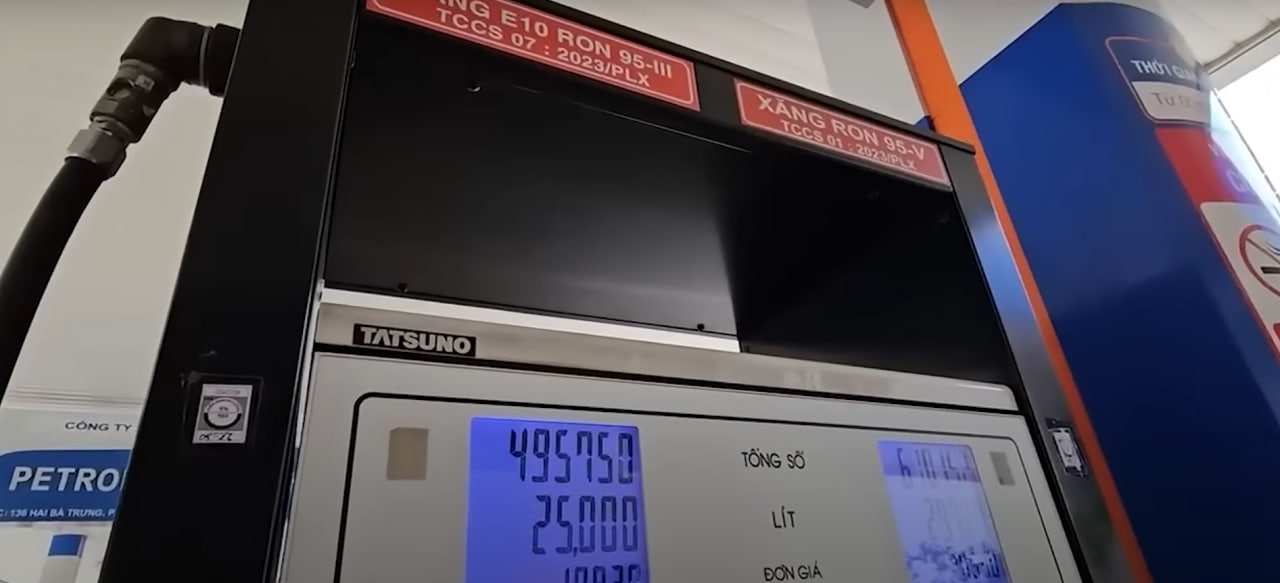 NG E10 RON 95-III
TCCS 07 : 2023/PLX
XĂNG RON 95-V
TCCS 01 : 2023/PLX
THỜI
TATSUNO
CÔNG TY
PETRO
136 HAI BÀ TRƯNG, P
495750
TỔNG SỐ
25,000
LÍT
ĐƠN GIÁ